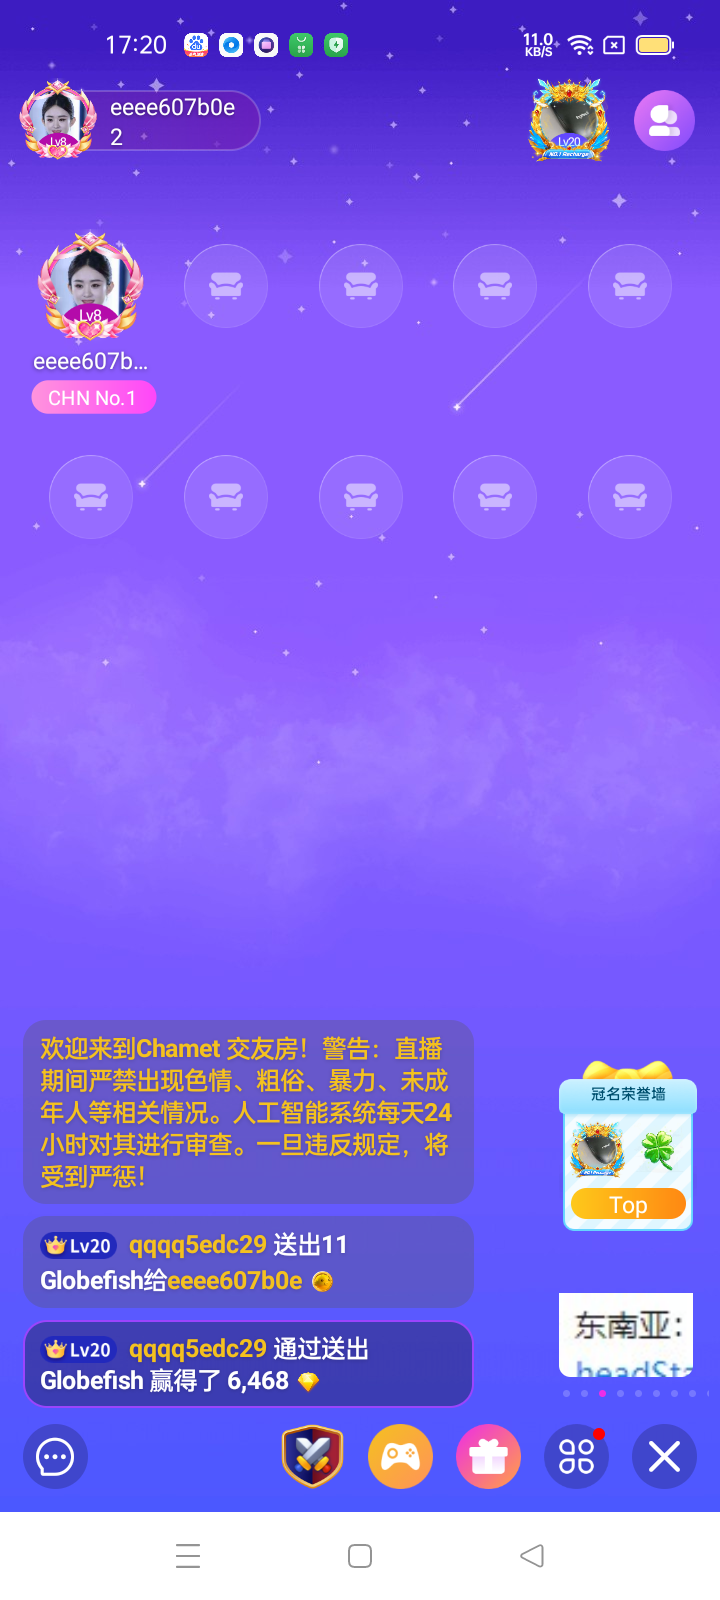 17:20
11.0
KB/S
eeee607b0e
2
Lv8
Lv20
NO.1 Recharge
Lv8
eeee607b...
CHN No.1
欢迎来到Chamet 交友房！警告：直播
期间严禁出现色情、粗俗、暴力、未成
年人等相关情况。人工智能系统每天24
小时对其进行审查。一旦违反规定，将
受到严惩！
冠名荣誉墙
Top
Lv20 qqqq5edc29 送出11
Globefish给eeee607b0e
Lv20 qqqq5edc29 通过送出
Globefish 赢得了 6,468
东南亚：
headSta